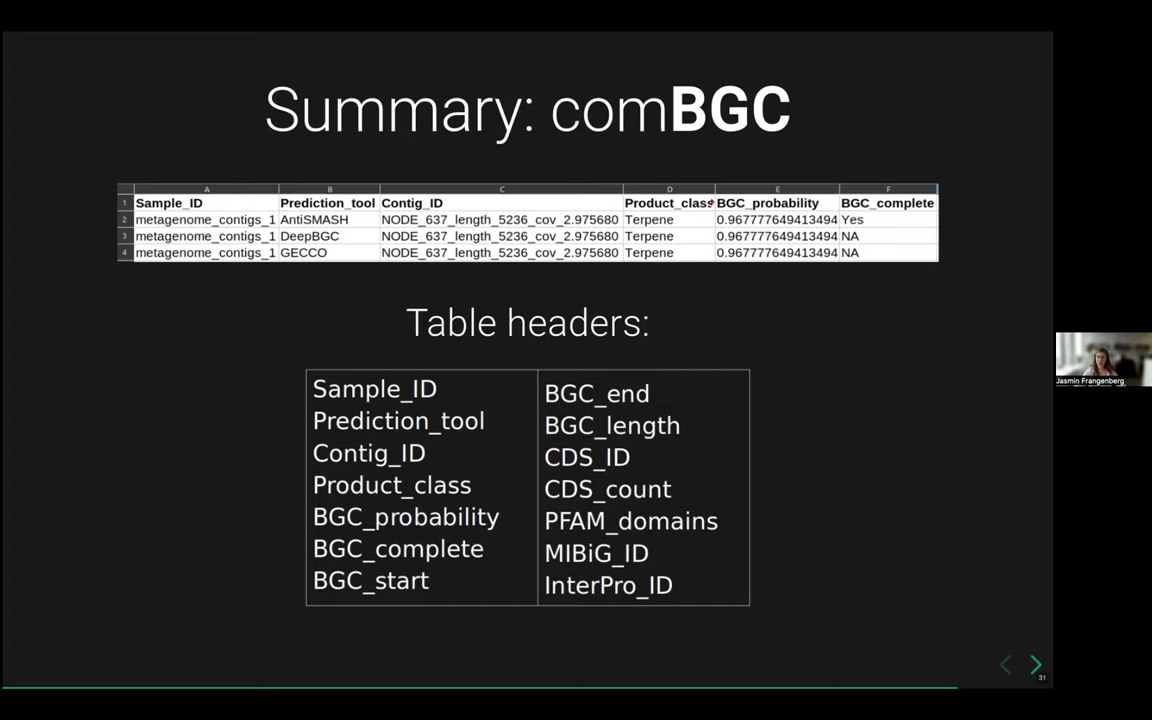 Summary: comBGC
A B C D E F
1 Sample_ID Prediction_tool Contig_ID Product_class BGC_probability BGC_complete
2 metagenome_contigs_1 AntiSMASH NODE_637_length_5236_cov_2.975680 Terpene 0.967777649413494 Yes
3 metagenome_contigs_1 DeepBGC NODE_637_length_5236_cov_2.975680 Terpene 0.967777649413494 NA
4 metagenome_contigs_1 GECCO NODE_637_length_5236_cov_2.975680 Terpene 0.967777649413494 NA
Table headers:
Sample_ID
Prediction_tool
Contig_ID
Product_class
BGC_probability
BGC_complete
BGC_start
BGC_end
BGC_length
CDS_ID
CDS_count
PFAM_domains
MIBiG_ID
InterPro_ID
Jasmin Frangenberg
31